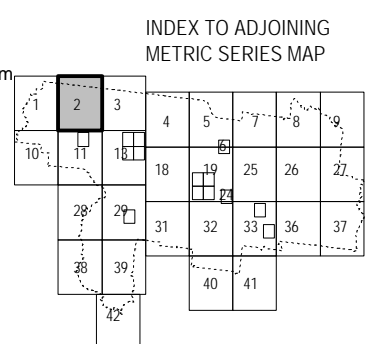 INDEX TO ADJOINING
METRIC SERIES MAP
m
1 2 3
4 5 7 8 9
6
10 11 13
18 19 25 26 27
24
28 29
31 32 33 36 37
38 39
40 41
42